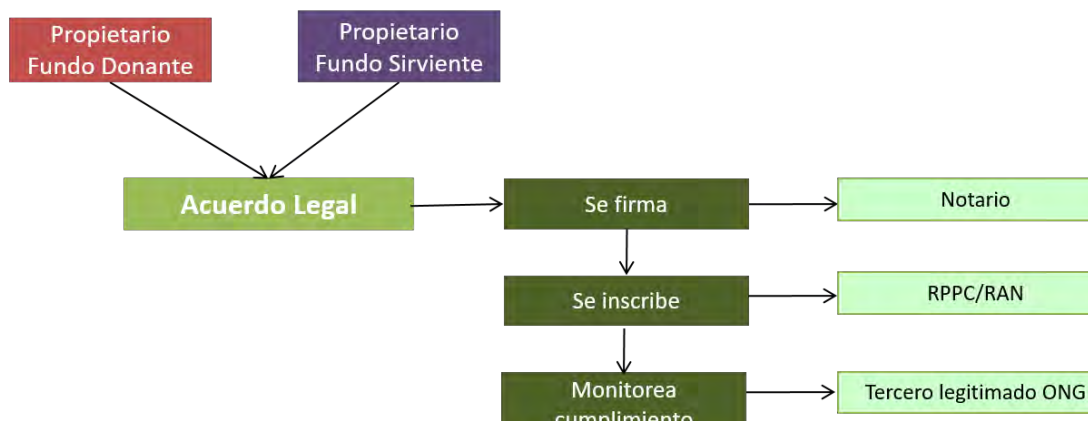 Propietario
Fundo Donante
Propietario
Fundo Sirviente
Acuerdo Legal
Se firma
Notario
Se inscribe
RPPC/RAN
Monitorea
cumplimiento
Tercero legitimado ONG